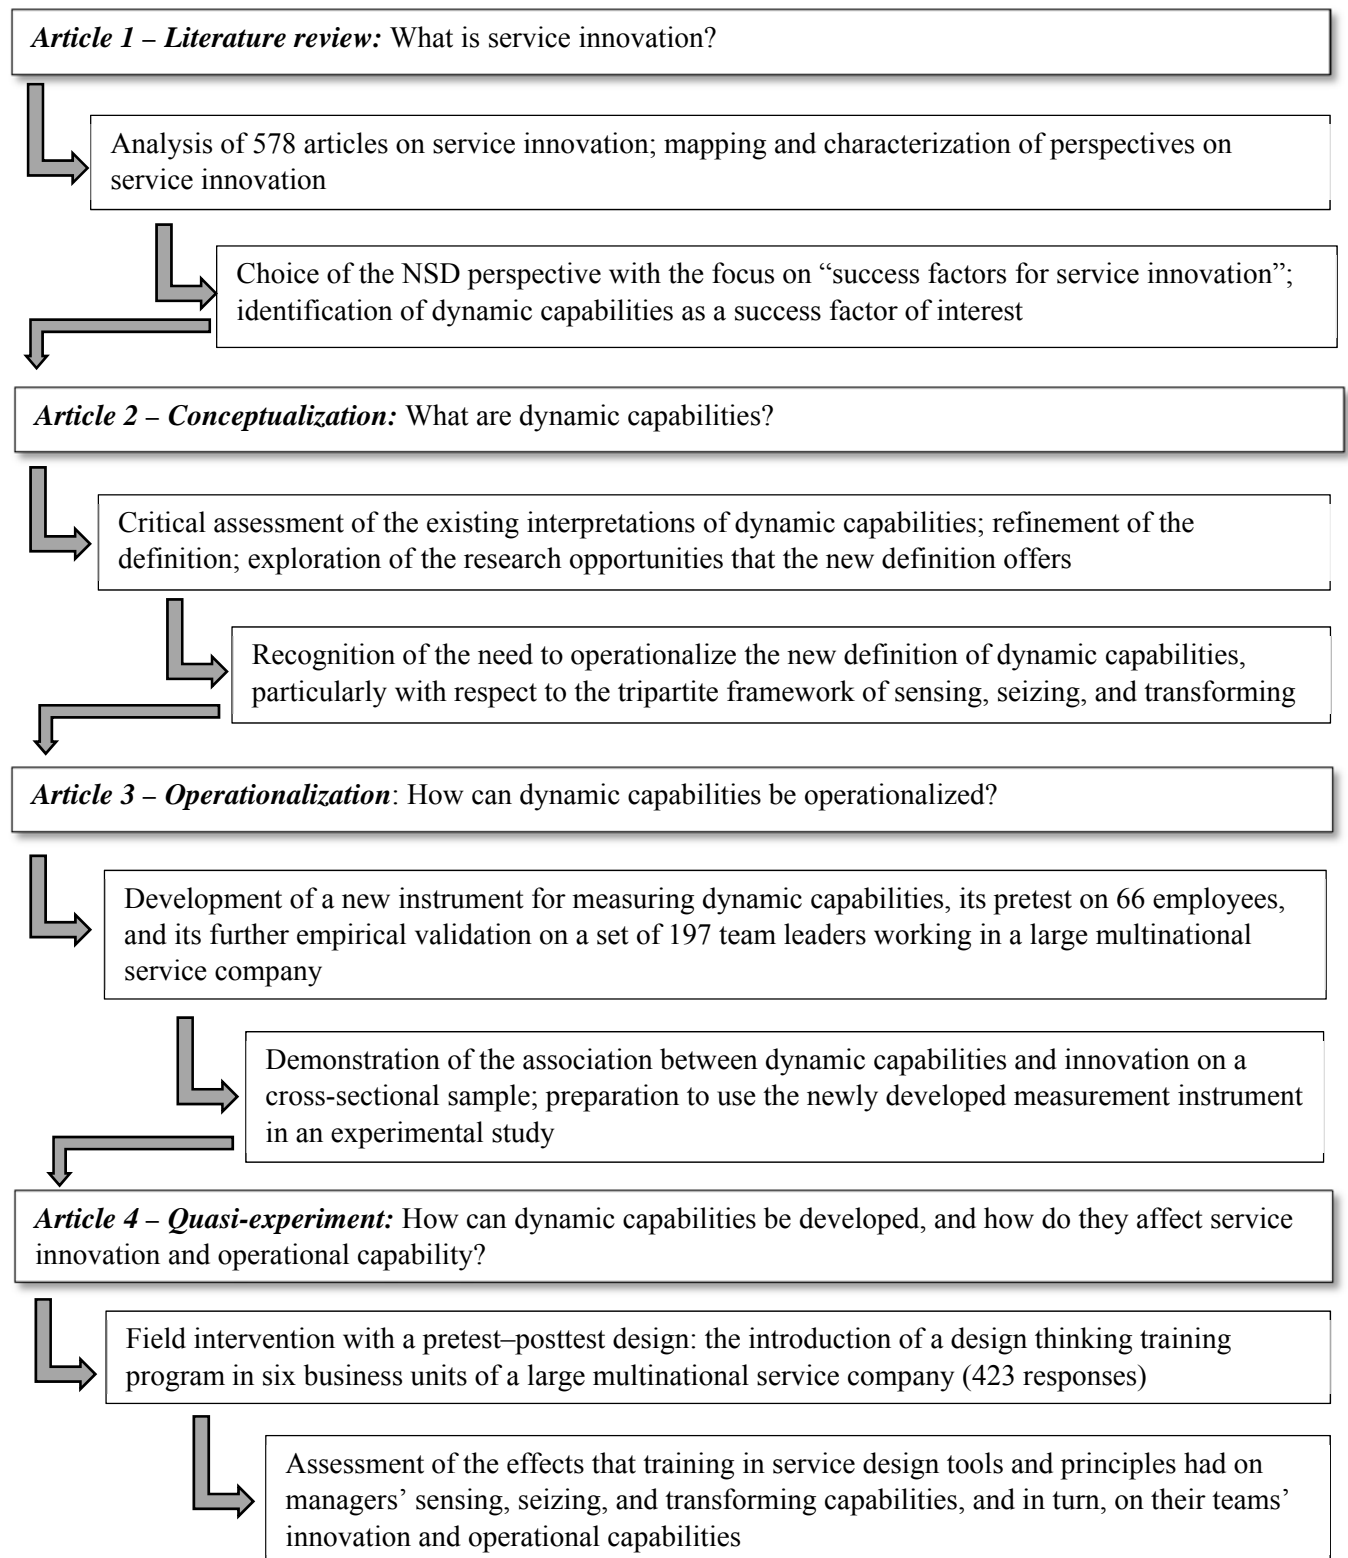 Article 1 – Literature review: What is service innovation?
Analysis of 578 articles on service innovation; mapping and characterization of perspectives on
service innovation
Choice of the NSD perspective with the focus on “success factors for service innovation”;
identification of dynamic capabilities as a success factor of interest
Article 2 – Conceptualization: What are dynamic capabilities?
Critical assessment of the existing interpretations of dynamic capabilities; refinement of the
definition; exploration of the research opportunities that the new definition offers
Recognition of the need to operationalize the new definition of dynamic capabilities,
particularly with respect to the tripartite framework of sensing, seizing, and transforming
Article 3 – Operationalization: How can dynamic capabilities be operationalized?
Development of a new instrument for measuring dynamic capabilities, its pretest on 66 employees,
and its further empirical validation on a set of 197 team leaders working in a large multinational
service company
Demonstration of the association between dynamic capabilities and innovation on a
cross-sectional sample; preparation to use the newly developed measurement instrument
in an experimental study
Article 4 – Quasi-experiment: How can dynamic capabilities be developed, and how do they affect service
innovation and operational capability?
Field intervention with a pretest–posttest design: the introduction of a design thinking training
program in six business units of a large multinational service company (423 responses)
Assessment of the effects that training in service design tools and principles had on
managers’ sensing, seizing, and transforming capabilities, and in turn, on their teams’
innovation and operational capabilities